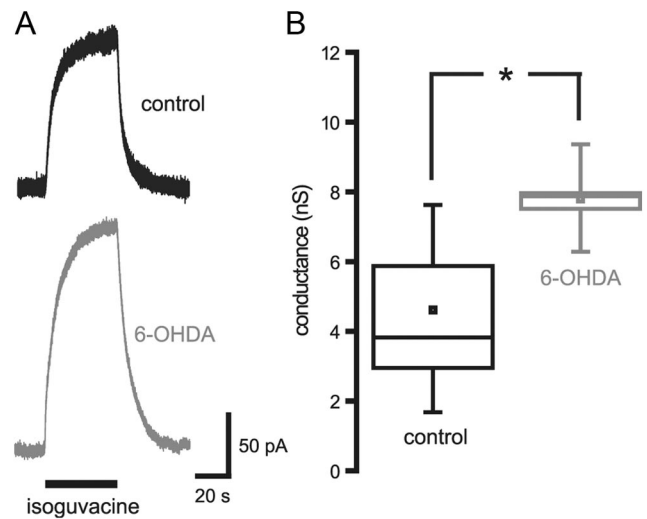 A
control
6-OHDA
50 pA
20 s
isoguvacine
B
conductance (nS)
12
10
8
6
4
2
0
*
6-OHDA
control